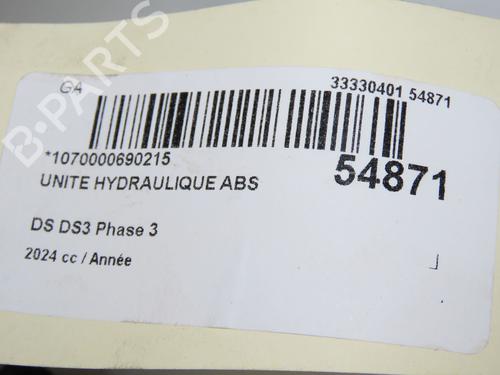 GA
33330401 54871
*1070000690215
54871
UNITE HYDRAULIQUE ABS
DS DS3 Phase 3
2024 cc / Année
B-PARTS